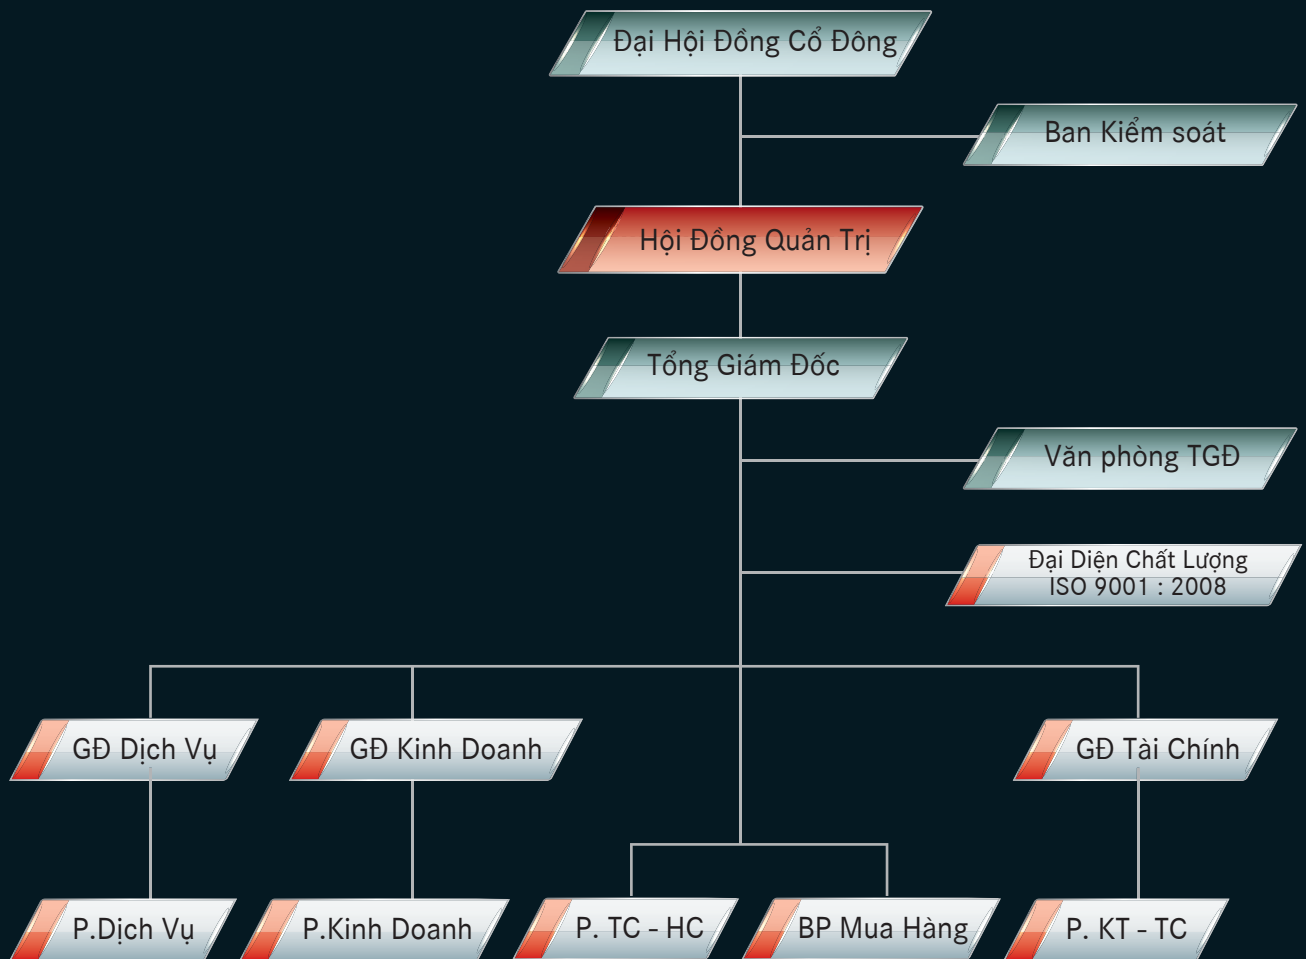 Đại Hội Đồng Cổ Đông
Ban Kiểm soát
Hội Đồng Quản Trị
Tổng Giám Đốc
Văn phòng TGĐ
Đại Diện Chất Lượng
ISO 9001 : 2008
GĐ Dịch Vụ
GĐ Kinh Doanh
GĐ Tài Chính
P.Dịch Vụ
P.Kinh Doanh
P. TC - HC
BP Mua Hàng
P. KT - TC